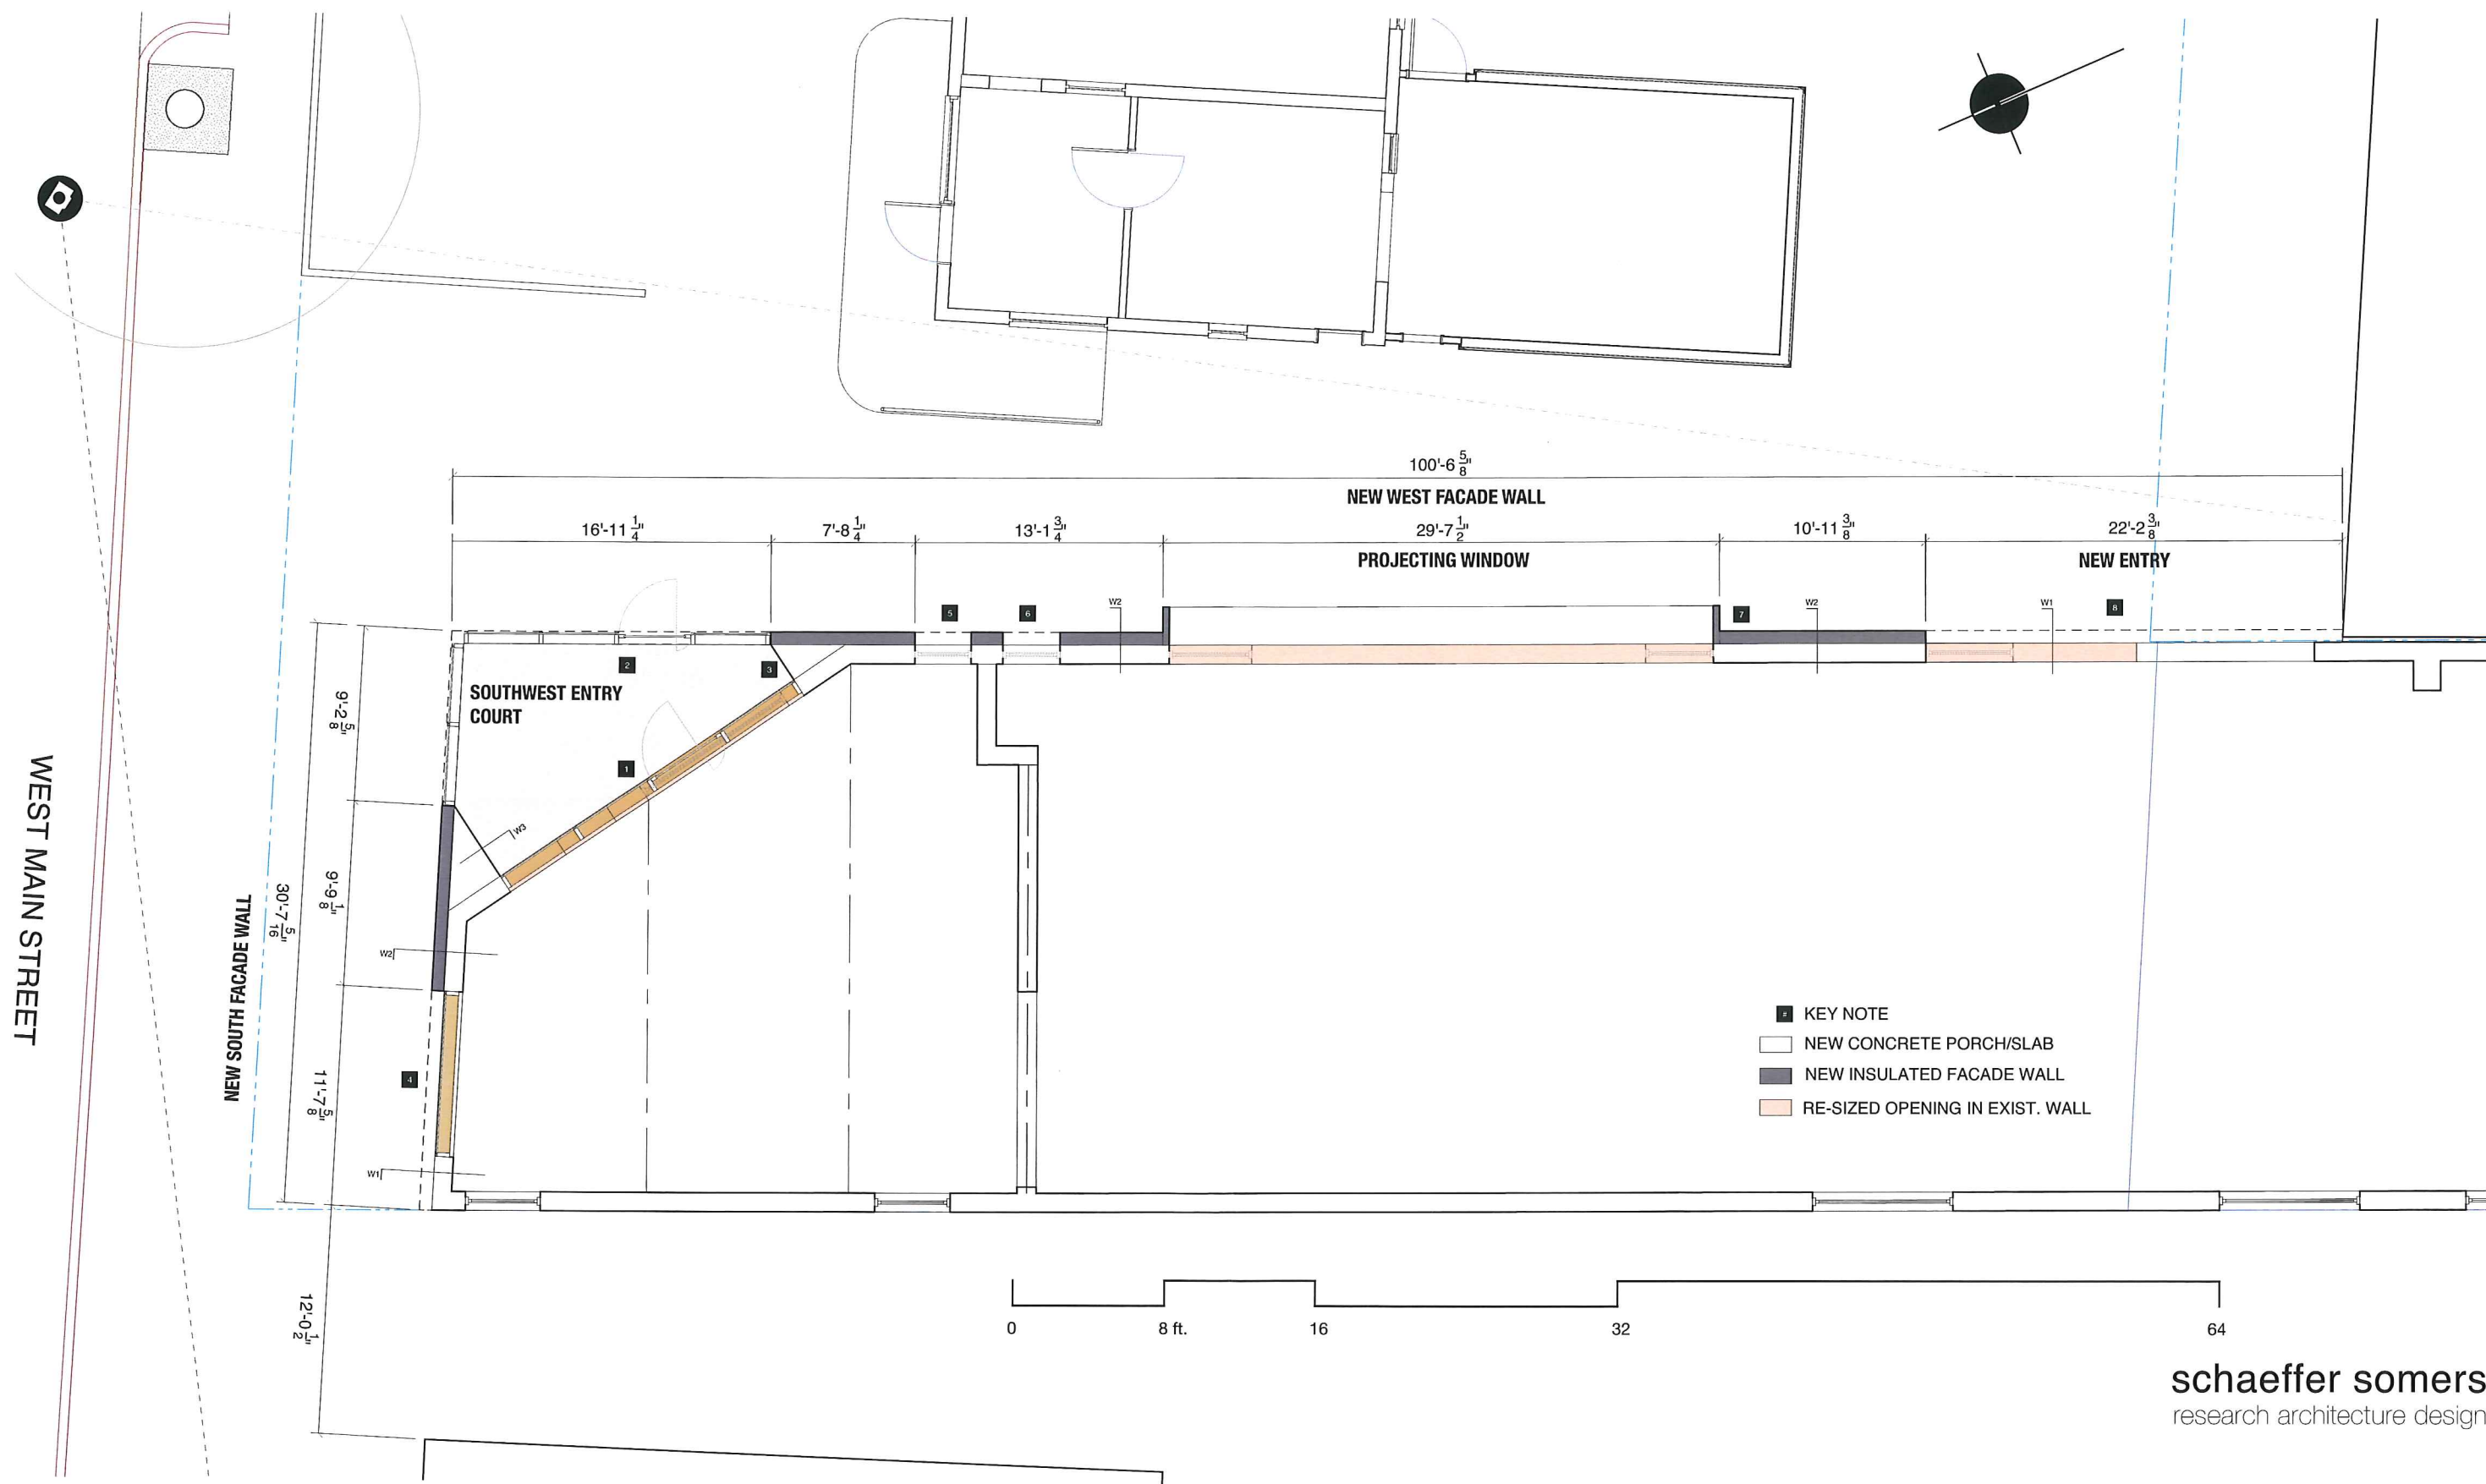 100'-6 5/8"
NEW WEST FACADE WALL
16'-11 1/4"
7'-8 1/4"
13'-1 3/4"
29'-7 1/2"
10'-11 3/8"
22'-2 3/8"
PROJECTING WINDOW
NEW ENTRY
5
6
W2
7
W2
W1
8
2
3
SOUTHWEST ENTRY
COURT
9'-2 5/8"
1
W3
WEST MAIN STREET
NEW SOUTH FACADE WALL
30'-7 5/16"
9'-9 1/8"
W2
4
11'-7 5/8"
W1
12'-0 1/2"
# KEY NOTE
NEW CONCRETE PORCH/SLAB
NEW INSULATED FACADE WALL
RE-SIZED OPENING IN EXIST. WALL
0
8 ft.
16
32
64
schaeffer somers
research architecture design